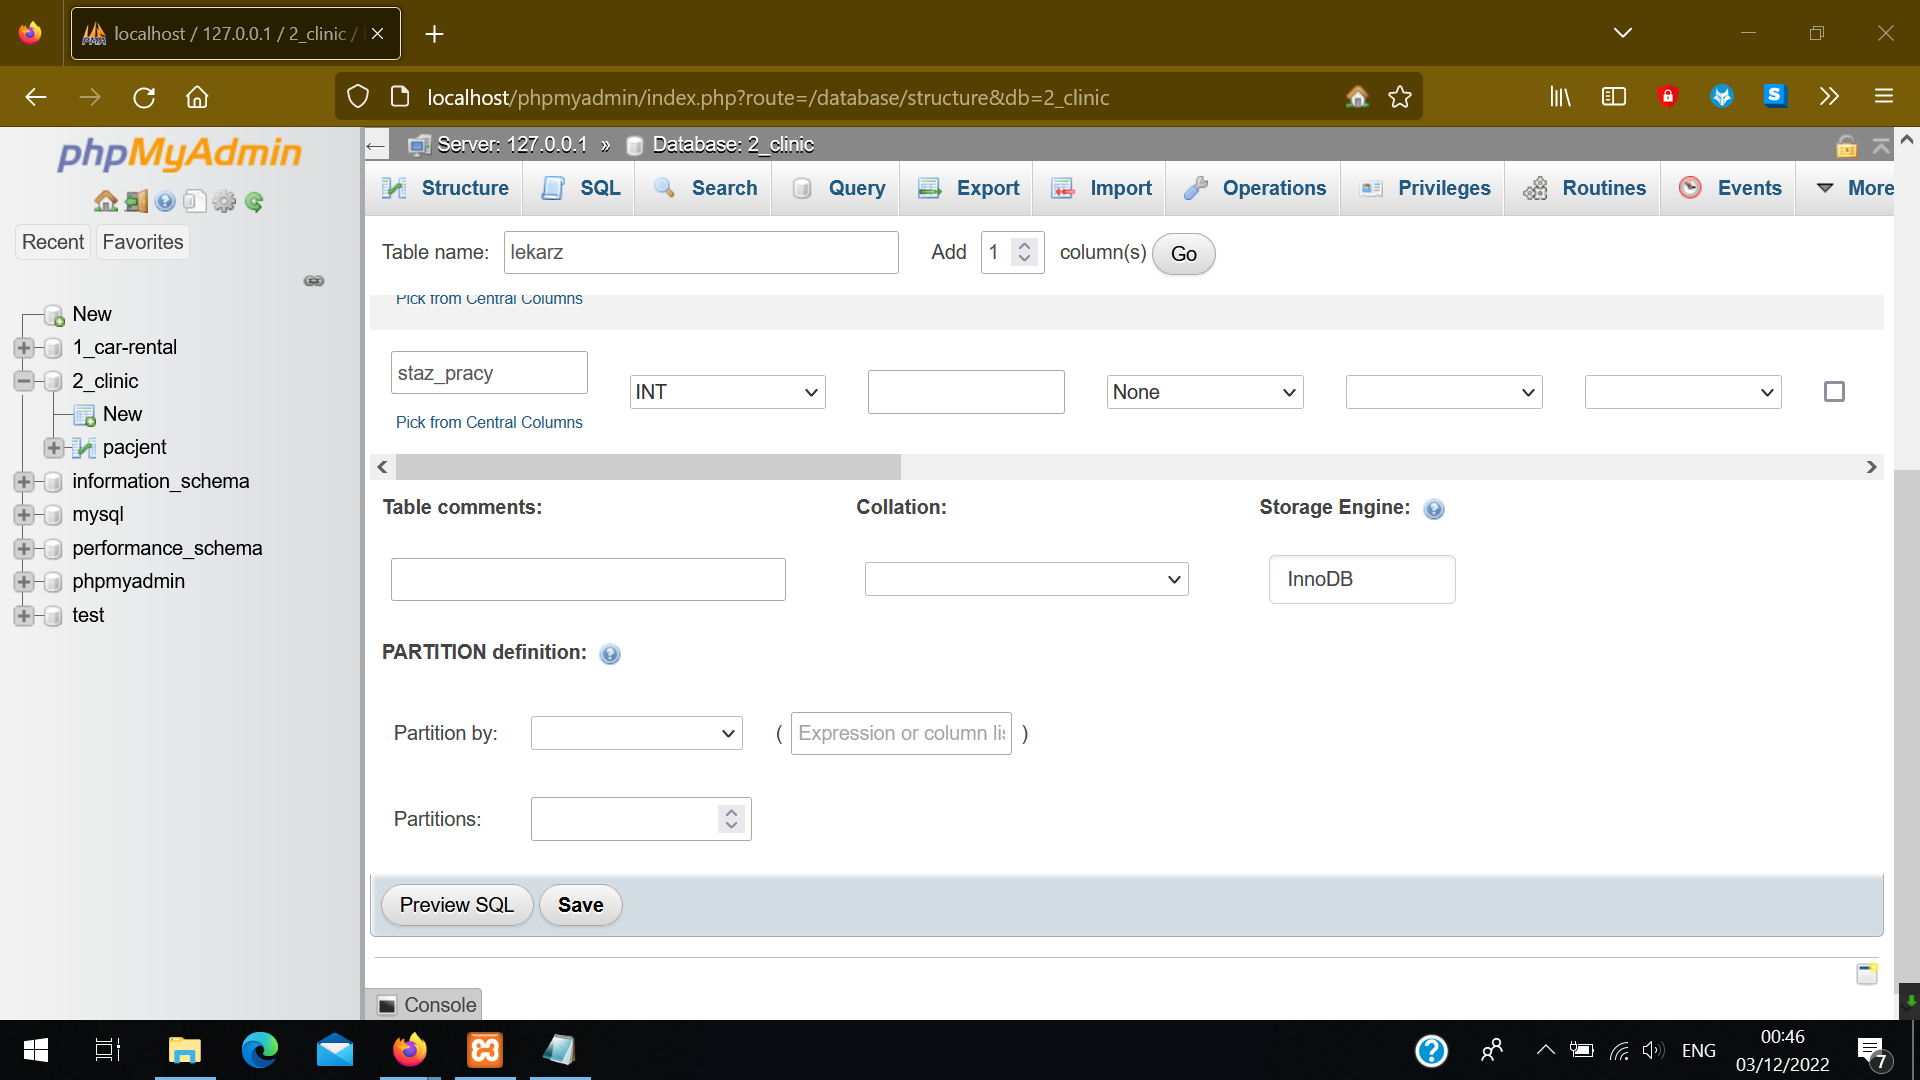 localhost / 127.0.0.1 / 2_clinic /
localhost/phpmyadmin/index.php?route=/database/structure&db=2_clinic
phpMyAdmin
Recent
Favorites
New
1_car-rental
2_clinic
New
pacjent
information_schema
mysql
performance_schema
phpmyadmin
test
Server: 127.0.0.1 » Database: 2_clinic
Structure
SQL
Search
Query
Export
Import
Operations
Privileges
Routines
Events
More
Table name: lekarz Add 1 column(s) Go
Pick from Central Columns
staz_pracy INT None
Pick from Central Columns
Table comments: Collation: Storage Engine:
InnoDB
PARTITION definition:
Partition by: ( Expression or column li )
Partitions:
Preview SQL Save
Console
ENG
00:46
03/12/2022
7